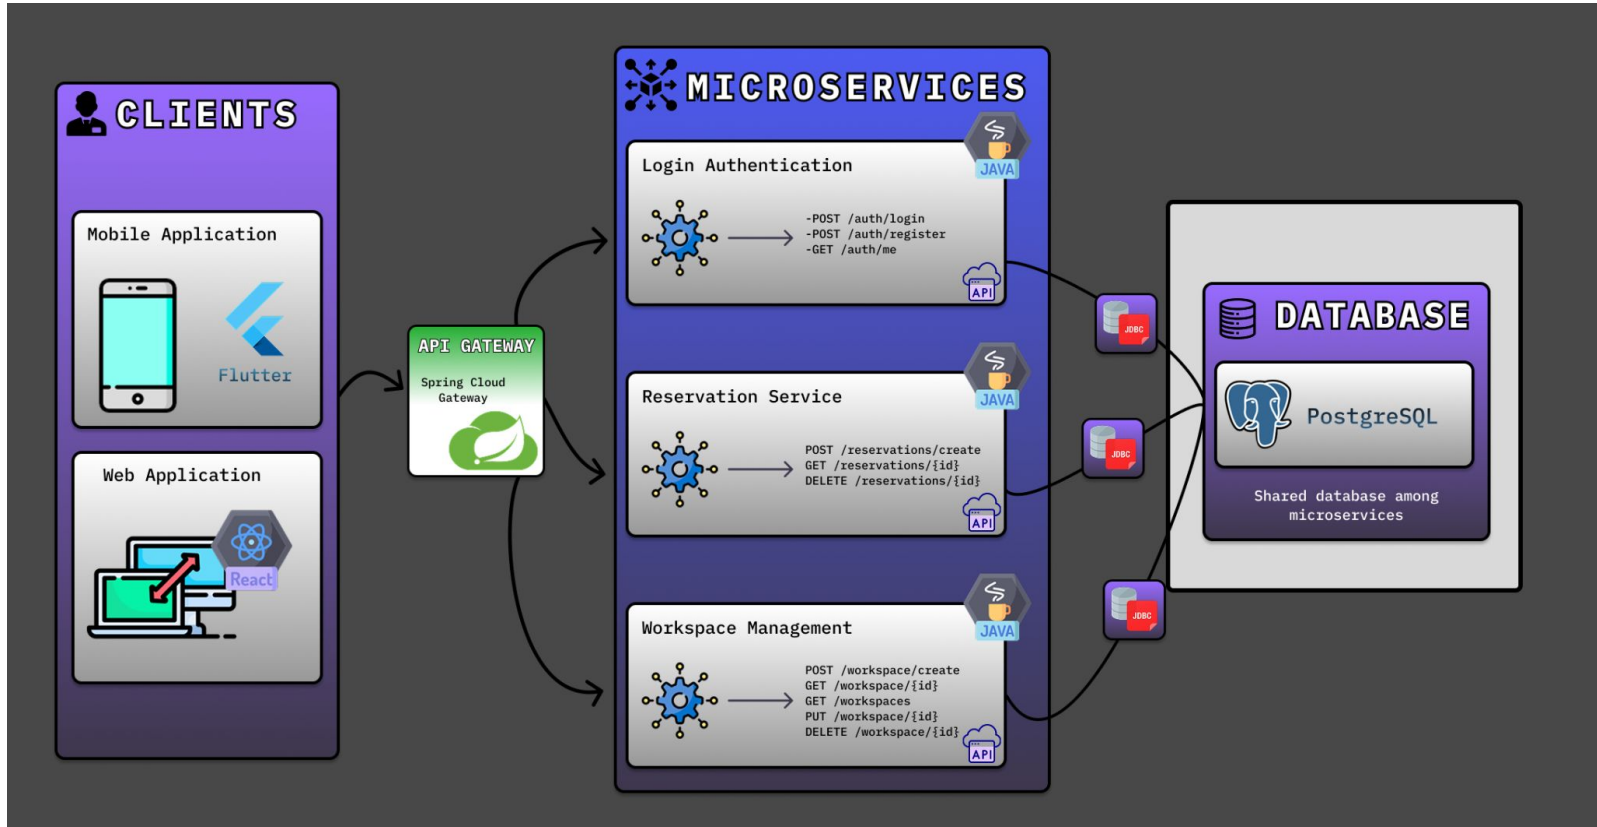 CLIENTS
Mobile Application
Flutter
Web Application
React
API GATEWAY
Spring Cloud
Gateway
MICROSERVICES
JAVA
Login Authentication
-POST /auth/login
-POST /auth/register
-GET /auth/me
API
JAVA
Reservation Service
POST /reservations/create
GET /reservations/{id}
DELETE /reservations/{id}
API
JAVA
Workspace Management
POST /workspace/create
GET /workspace/{id}
GET /workspaces
PUT /workspace/{id}
DELETE /workspace/{id}
API
JDBC
JDBC
JDBC
DATABASE
PostgreSQL
Shared database among
microservices